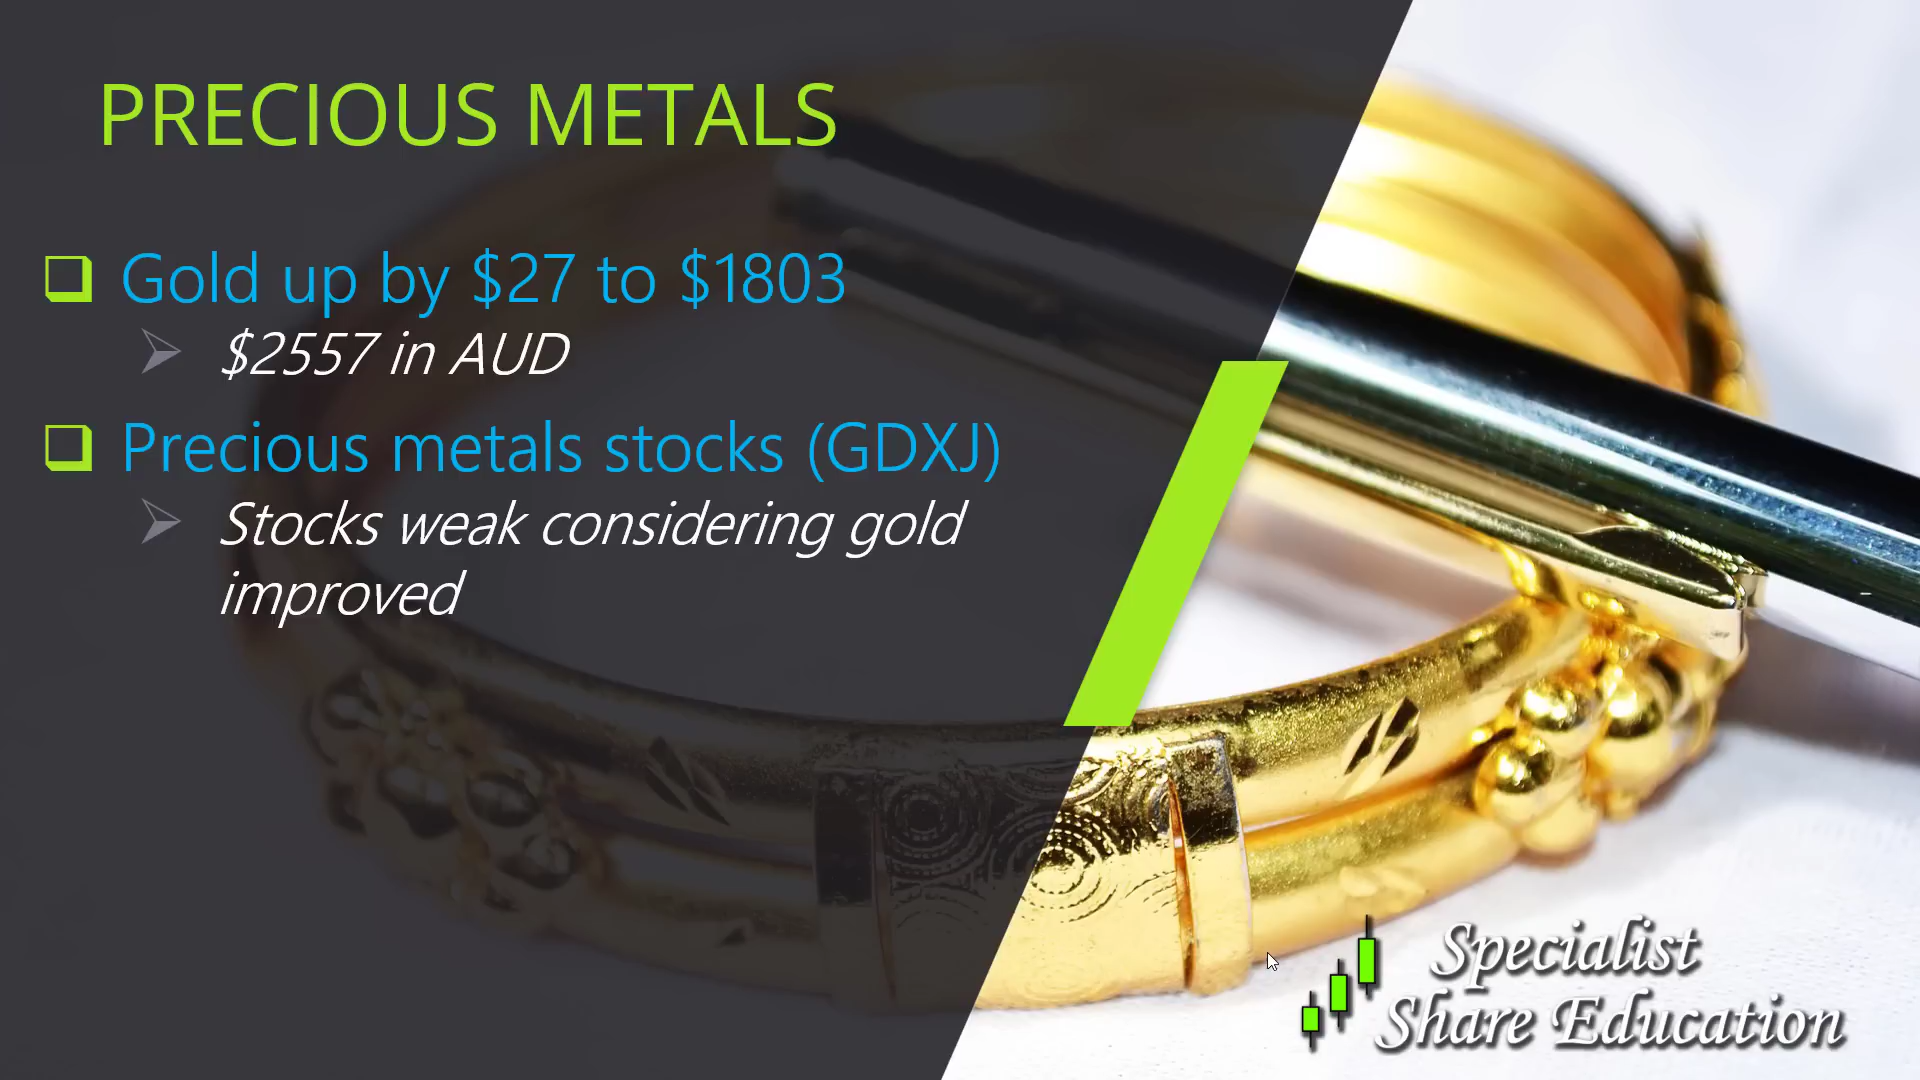 PRECIOUS METALS
Gold up by $27 to $1803
$2557 in AUD
Precious metals stocks (GDXJ)
Stocks weak considering gold
improved
Specialist
Share Education